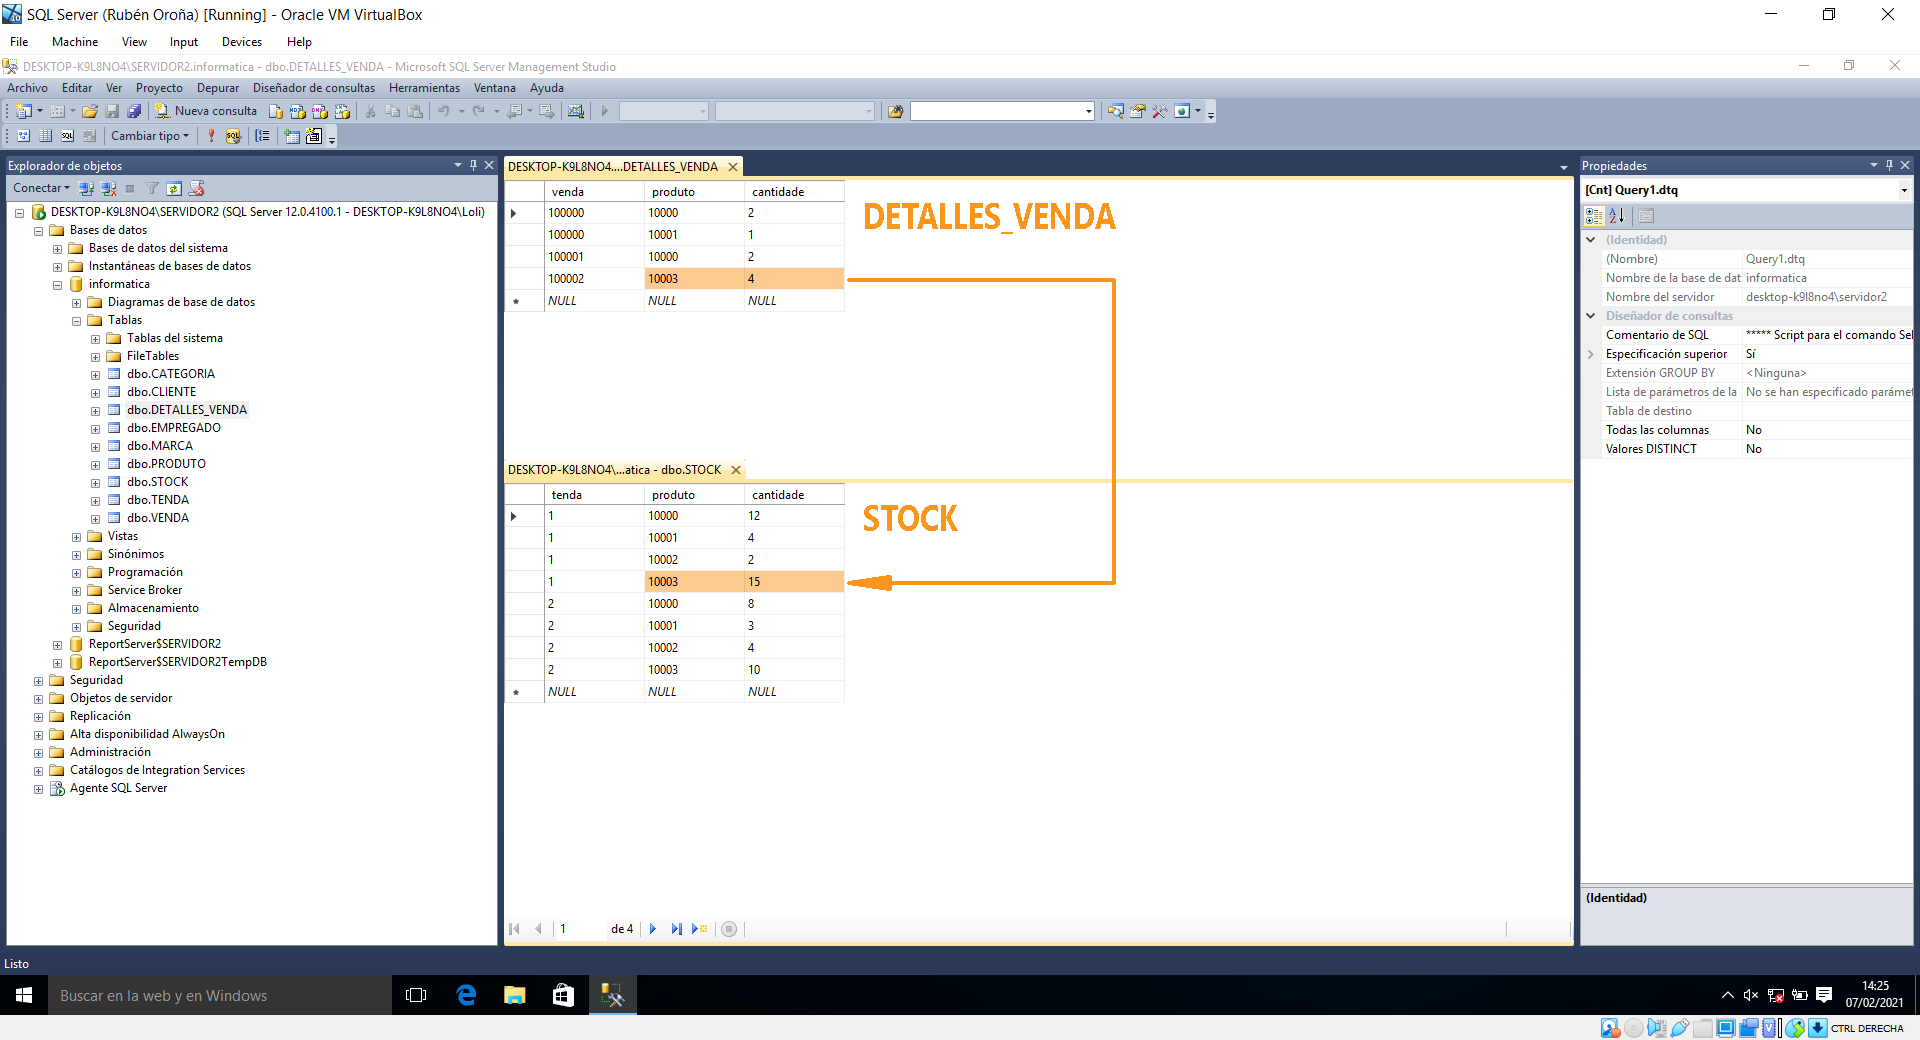 SQL Server (Rubén Oroña) [Running] - Oracle VM VirtualBox
File Machine View Input Devices Help
DESKTOP-K9L8NO4\SERVIDOR2.informatica - dbo.DETALLES_VENDA - Microsoft SQL Server Management Studio
Archivo Editar Ver Proyecto Depurar Diseñador de consultas Herramientas Ventana Ayuda
Nueva consulta
Cambiar tipo
Explorador de objetos
Conectar
DESKTOP-K9L8NO4\SERVIDOR2 (SQL Server 12.0.4100.1 - DESKTOP-K9L8NO4\Loli)
Bases de datos
Bases de datos del sistema
Instantáneas de bases de datos
informatica
Diagramas de base de datos
Tablas
Tablas del sistema
FileTables
dbo.CATEGORIA
dbo.CLIENTE
dbo.DETALLES_VENDA
dbo.EMPREGADO
dbo.MARCA
dbo.PRODUTO
dbo.STOCK
dbo.TENDA
dbo.VENDA
Vistas
Sinónimos
Programación
Service Broker
Almacenamiento
Seguridad
ReportServer$SERVIDOR2
ReportServer$SERVIDOR2TempDB
Seguridad
Objetos de servidor
Replicación
Alta disponibilidad AlwaysOn
Administración
Catálogos de Integration Services
Agente SQL Server
DESKTOP-K9L8NO4....DETALLES_VENDA
venda produto cantidade
100000 10000 2
100000 10001 1
100001 10000 2
100002 10003 4
NULL NULL NULL
DETALLES_VENDA
DESKTOP-K9L8NO4\...atica - dbo.STOCK
tenda produto cantidade
1 10000 12
1 10001 4
1 10002 2
1 10003 15
2 10000 8
2 10001 3
2 10002 4
2 10003 10
NULL NULL NULL
STOCK
1 de 4
Propiedades
[Cnt] Query1.dtq
(Identidad)
(Nombre) Query1.dtq
Nombre de la base de dat informatica
Nombre del servidor desktop-k9l8no4\servidor2
Diseñador de consultas
Comentario de SQL ***** Script para el comando Sel
Especificación superior Sí
Extensión GROUP BY <Ninguna>
Lista de parámetros de la No se han especificado paráme
Tabla de destino
Todas las columnas No
Valores DISTINCT No
(Identidad)
Listo
Buscar en la web y en Windows
14:25
07/02/2021
CTRL DERECHA